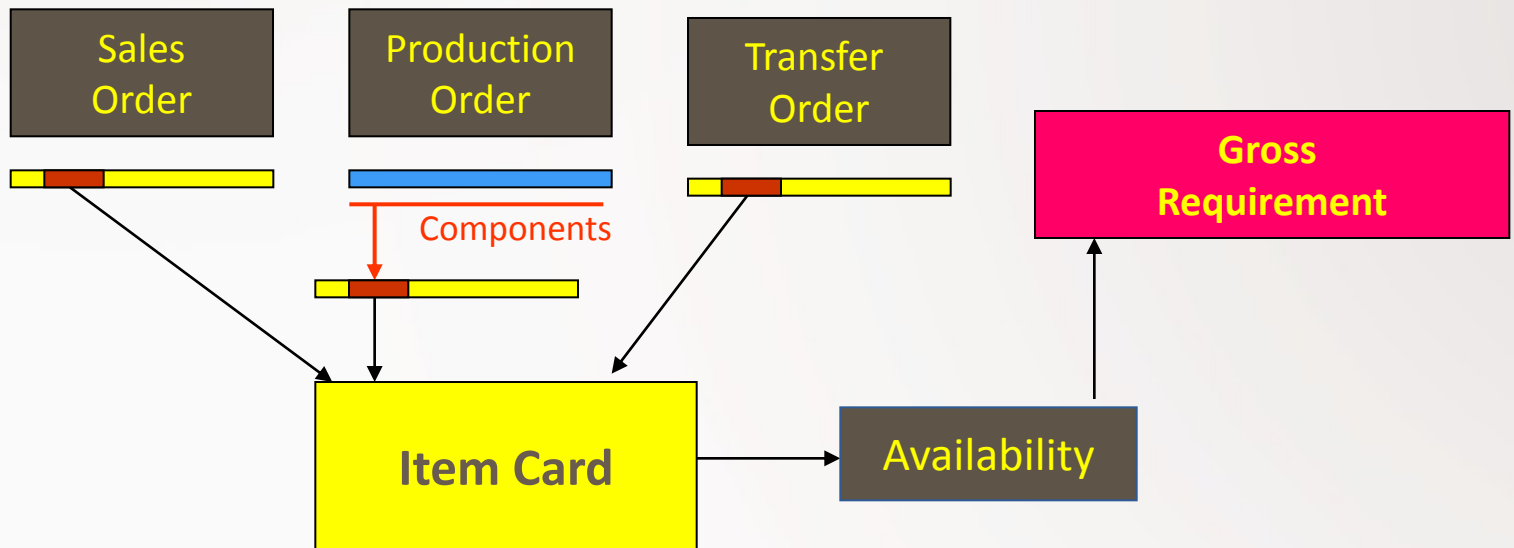 Sales
Order
Production
Order
Transfer
Order
Gross
Requirement
Components
Item Card
Availability